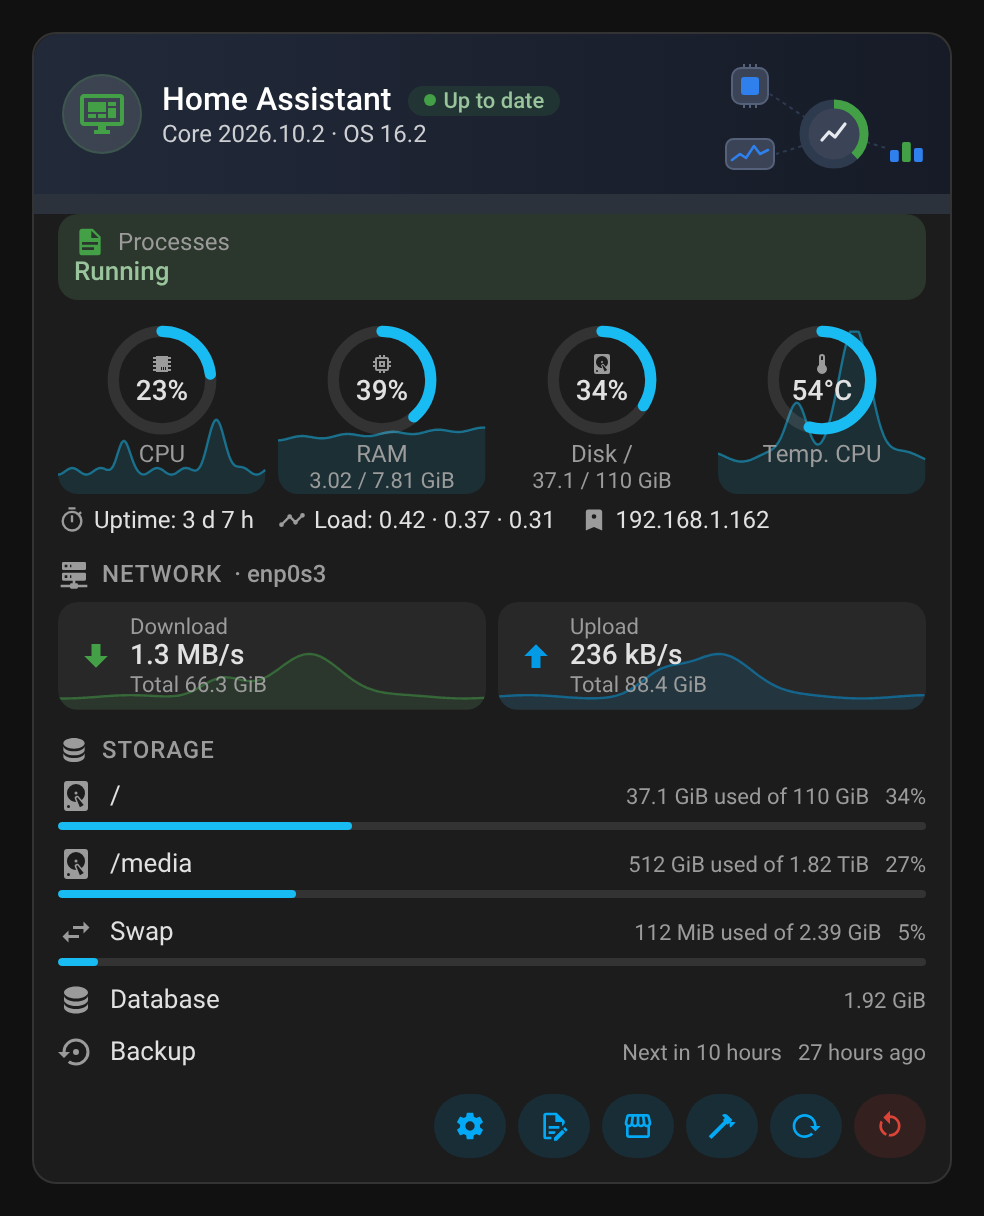 Home Assistant Up to date
Core 2026.10.2 · OS 16.2
Processes
Running
23% 39% 34% 54°C
CPU RAM Disk / Temp. CPU
3.02 / 7.81 GiB 37.1 / 110 GiB
Uptime: 3 d 7 h Load: 0.42 · 0.37 · 0.31 192.168.1.162
NETWORK · enp0s3
Download Upload
1.3 MB/s 236 kB/s
Total 66.3 GiB Total 88.4 GiB
STORAGE
/ 37.1 GiB used of 110 GiB 34%
/media 512 GiB used of 1.82 TiB 27%
Swap 112 MiB used of 2.39 GiB 5%
Database 1.92 GiB
Backup Next in 10 hours 27 hours ago